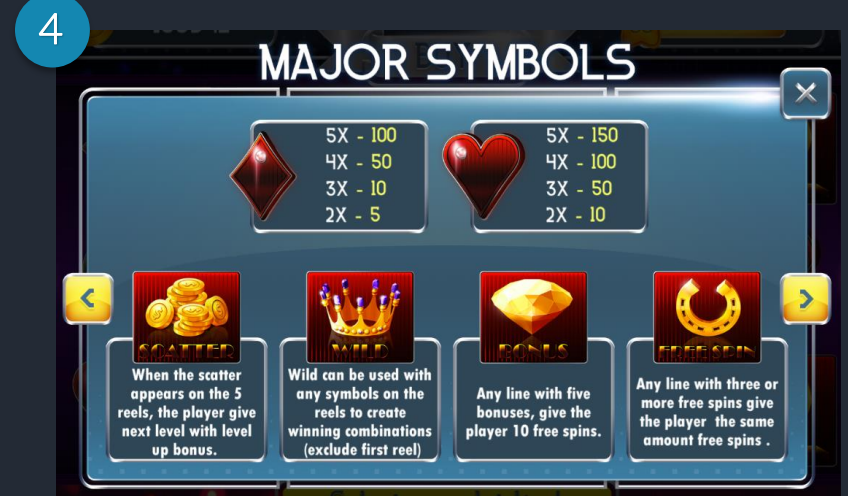 4
MAJOR SYMBOLS
5X - 100
4X - 50
3X - 10
2X - 5
5X - 150
4X - 100
3X - 50
2X - 10
SCATTER
When the scatter
appears on the 5
reels, the player give
next level with level
up bonus.
WILD
Wild can be used with
any symbols on the
reels to create
winning combinations
(exclude first reel)
BONUS
Any line with five
bonuses, give the
player 10 free spins.
FREE SPIN
Any line with three or
more free spins give
the player the same
amount free spins .